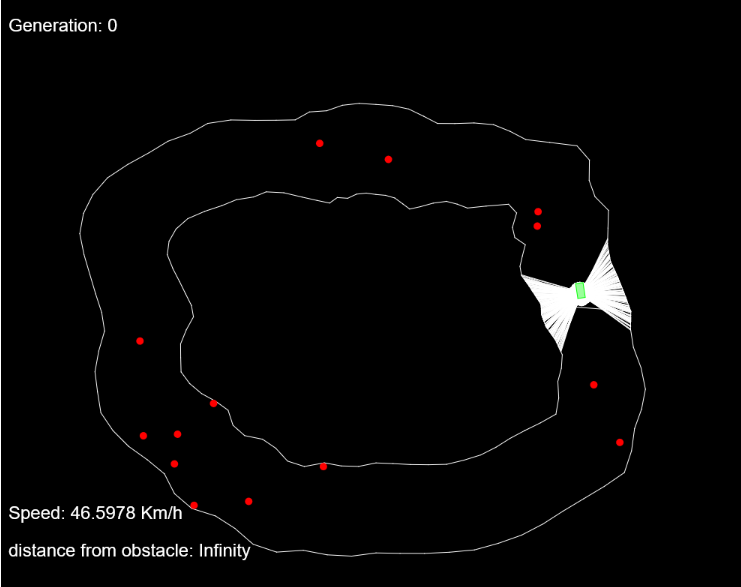 Generation: 0
Speed: 46.5978 Km/h
distance from obstacle: Infinity